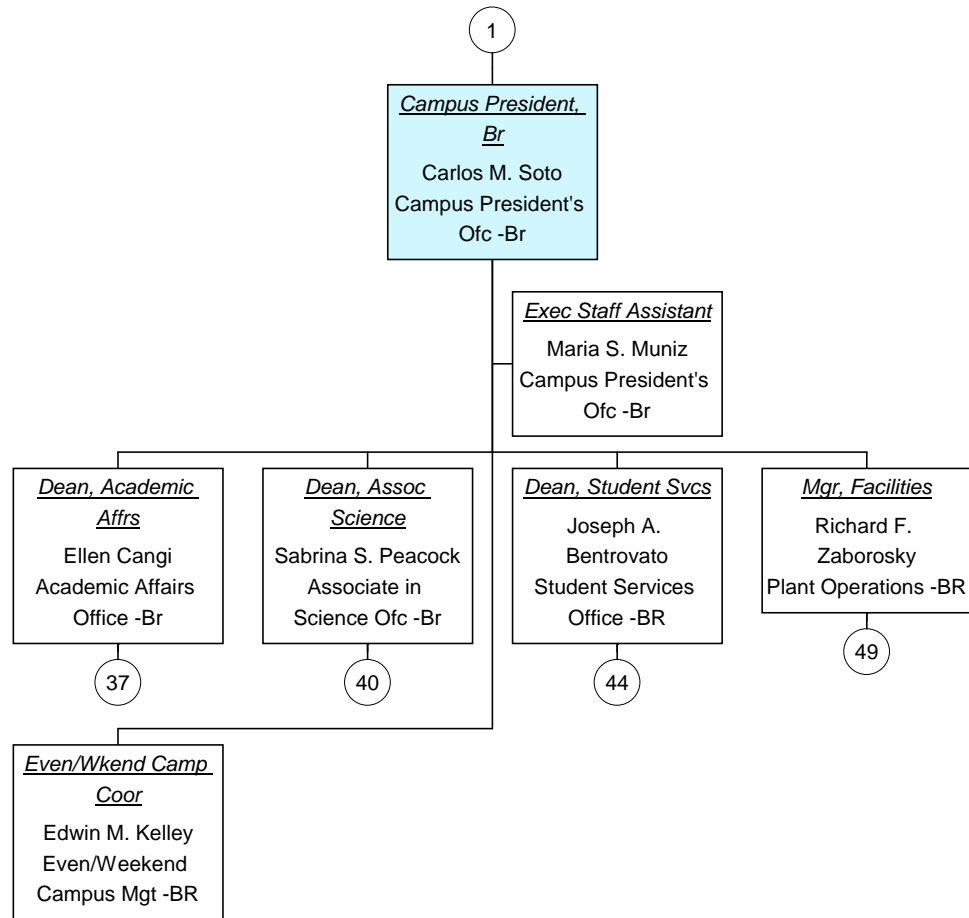 1
Campus President,
Br
Carlos M. Soto
Campus President's
Ofc -Br
Exec Staff Assistant
Maria S. Muniz
Campus President's
Ofc -Br
Dean, Academic
Affrs
Ellen Cangi
Academic Affairs
Office -Br
37
Dean, Assoc
Science
Sabrina S. Peacock
Associate in
Science Ofc -Br
40
Dean, Student Svcs
Joseph A.
Bentrovato
Student Services
Office -BR
44
Mgr, Facilities
Richard F.
Zaborosky
Plant Operations -BR
49
Even/Wkend Camp
Coor
Edwin M. Kelley
Even/Weekend
Campus Mgt -BR